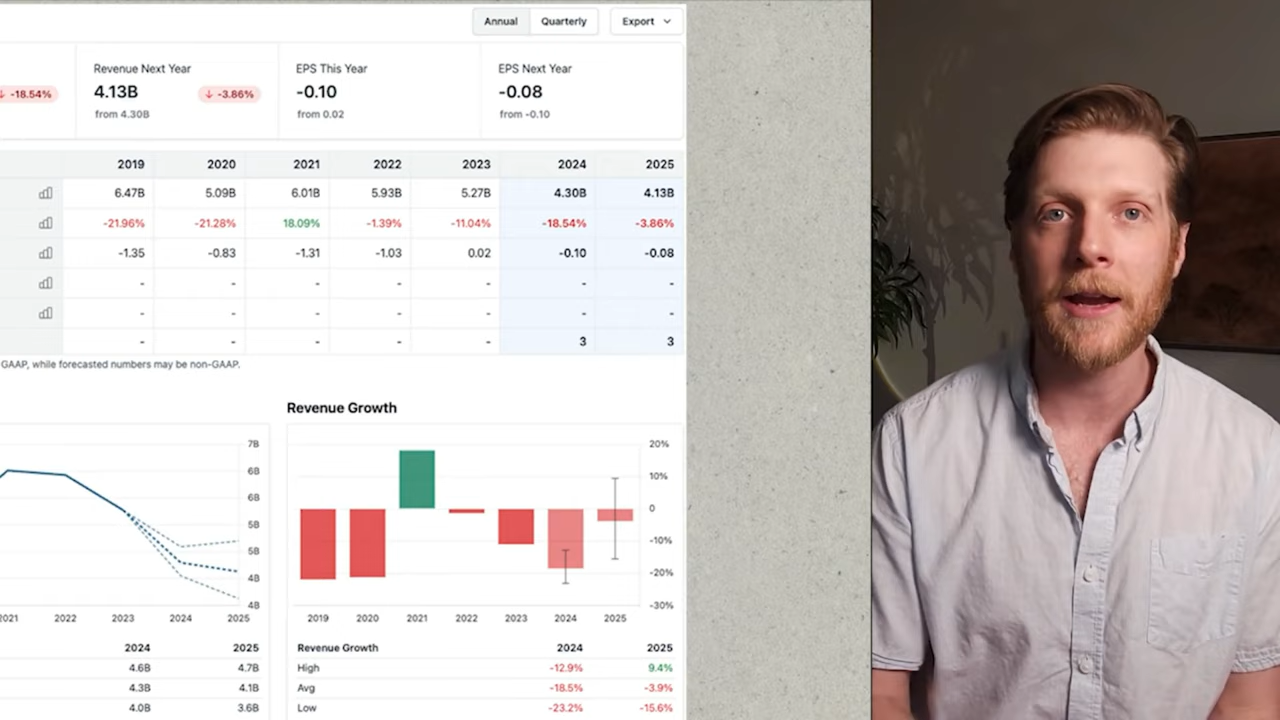 Annual Quarterly Export
Revenue Next Year EPS This Year EPS Next Year
↓ -18.54% 4.13B ↓ -3.86% -0.10 -0.08
from 4.30B from 0.02 from -0.10
2019 2020 2021 2022 2023 2024 2025
6.47B 5.09B 6.01B 5.93B 5.27B 4.30B 4.13B
-21.96% -21.28% 18.09% -1.39% -11.04% -18.54% -3.86%
-1.35 -0.83 -1.31 -1.03 0.02 -0.10 -0.08
- - - - - - -
- - - - - - -
- - - - - 3 3
GAAP, while forecasted numbers may be non-GAAP.
Revenue Growth
7B
6B
6B
5B
5B
4B
4B
2021 2022 2023 2024 2025
20%
10%
0
-10%
-20%
-30%
2019 2020 2021 2022 2023 2024 2025
2024 2025
4.6B 4.7B
4.3B 4.1B
4.0B 3.6B
Revenue Growth 2024 2025
High -12.9% 9.4%
Avg -18.5% -3.9%
Low -23.2% -15.6%